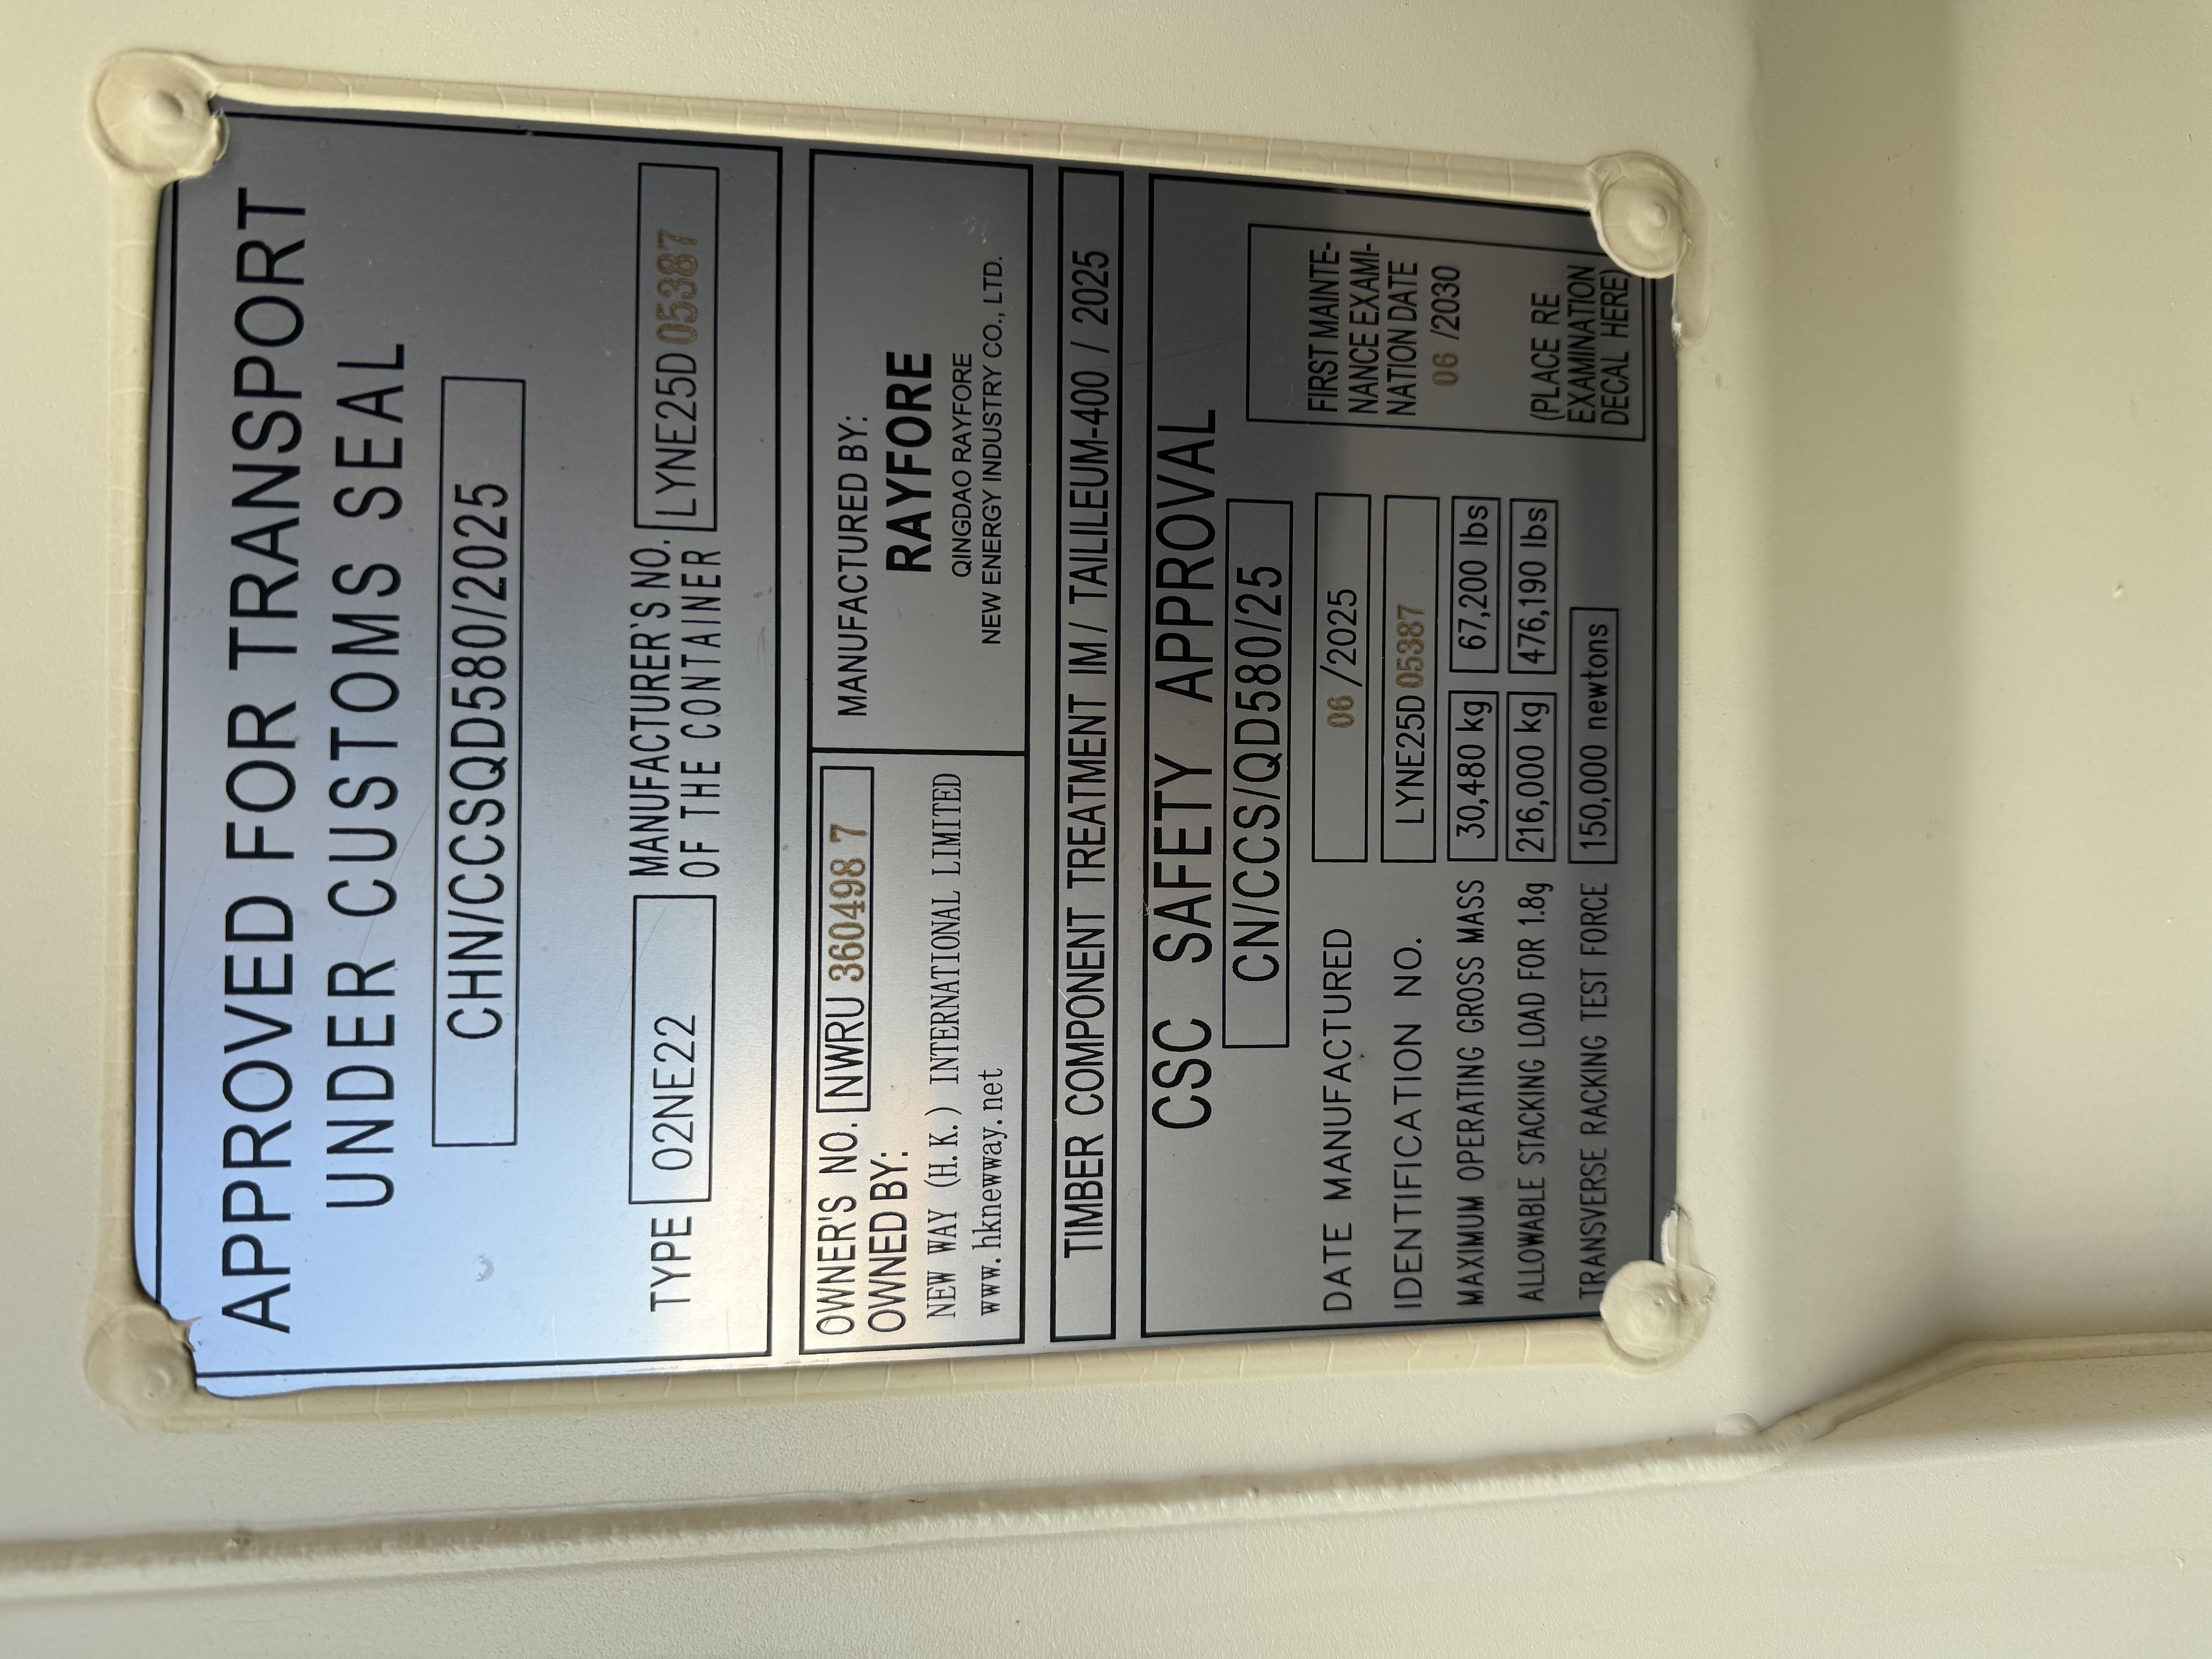 APPROVED FOR TRANSPORT
UNDER CUSTOMS SEAL
CHN/CCSQD580/2025
TYPE O2NE22 MANUFACTURER'S NO. OF THE CONTAINER LYNE25D 05387
OWNER'S NO. NWRU 360498 7
OWNED BY:
NEW WAY (H.K.) INTERNATIONAL LIMITED
www.hknewway.net
MANUFACTURED BY:
RAYFORE
QINGDAO RAYFORE
NEW ENERGY INDUSTRY CO., LTD.
TIMBER COMPONENT TREATMENT IM / TAILILEUM-400 / 2025
CSC SAFETY APPROVAL
CN/CCS/QD580/25
DATE MANUFACTURED 06 /2025
IDENTIFICATION NO. LYNE25D 05387
MAXIMUM OPERATING GROSS MASS 30,480 kg 67,200 lbs
ALLOWABLE STACKING LOAD FOR 1.8g 216,000 kg 476,190 lbs
TRANSVERSE RACKING TEST FORCE 150,000 newtons
FIRST MAINTE-
NANCE EXAMI-
NATION DATE
06 /2030
(PLACE RE
EXAMINATION
DECAL HERE)